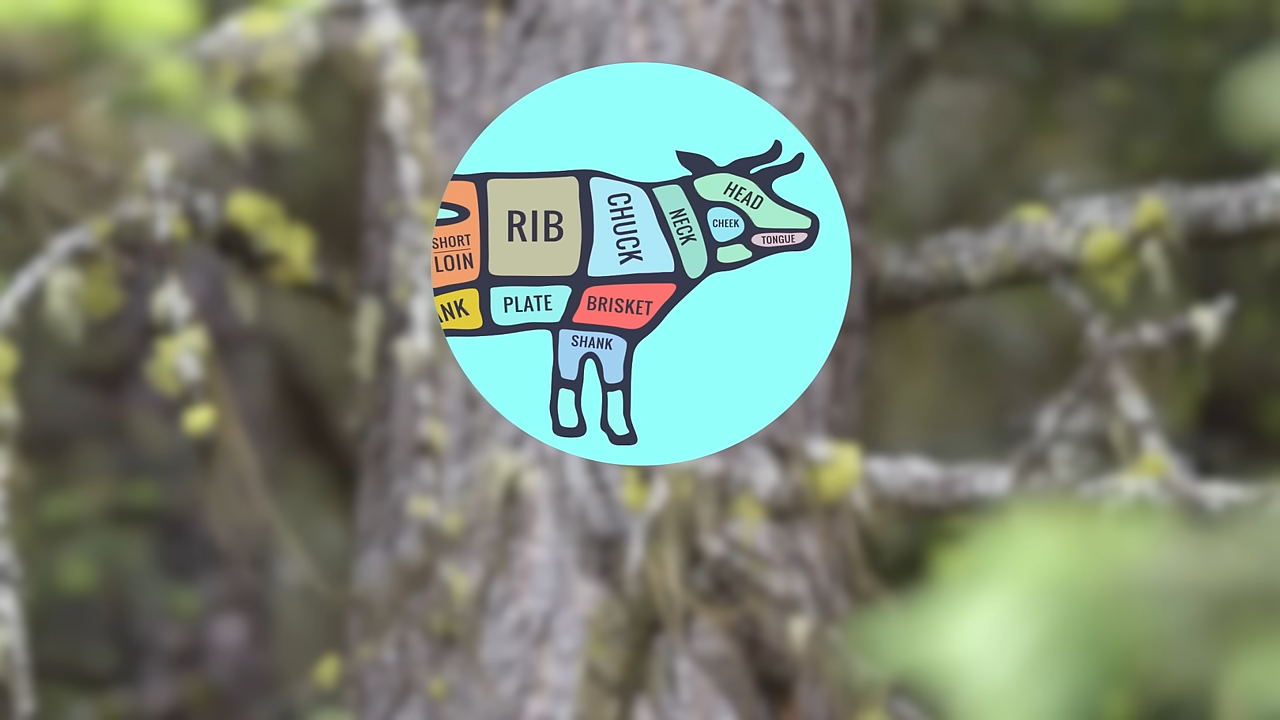 HEAD
CHEEK
TONGUE
NECK
CHUCK
RIB
SHORT
LOIN
PLATE
BRISKET
SHANK